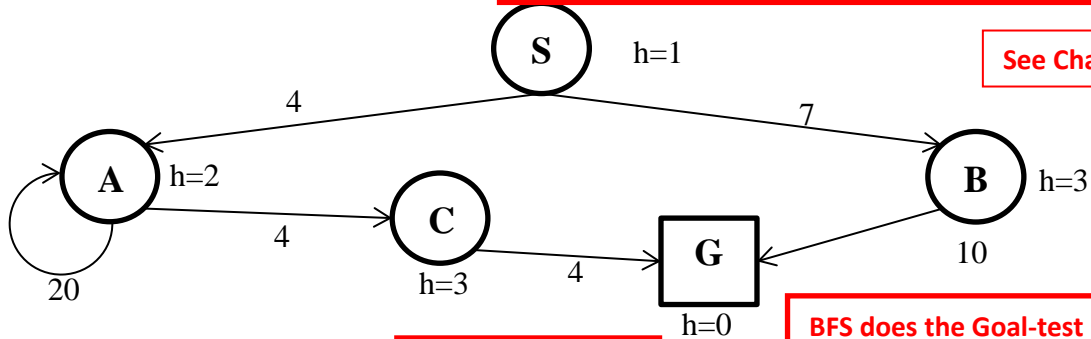 S
h=1
See Cha
4
7
A
h=2
C
B
h=3
4
G
4
10
20
h=3
h=0
BFS does the Goal-test